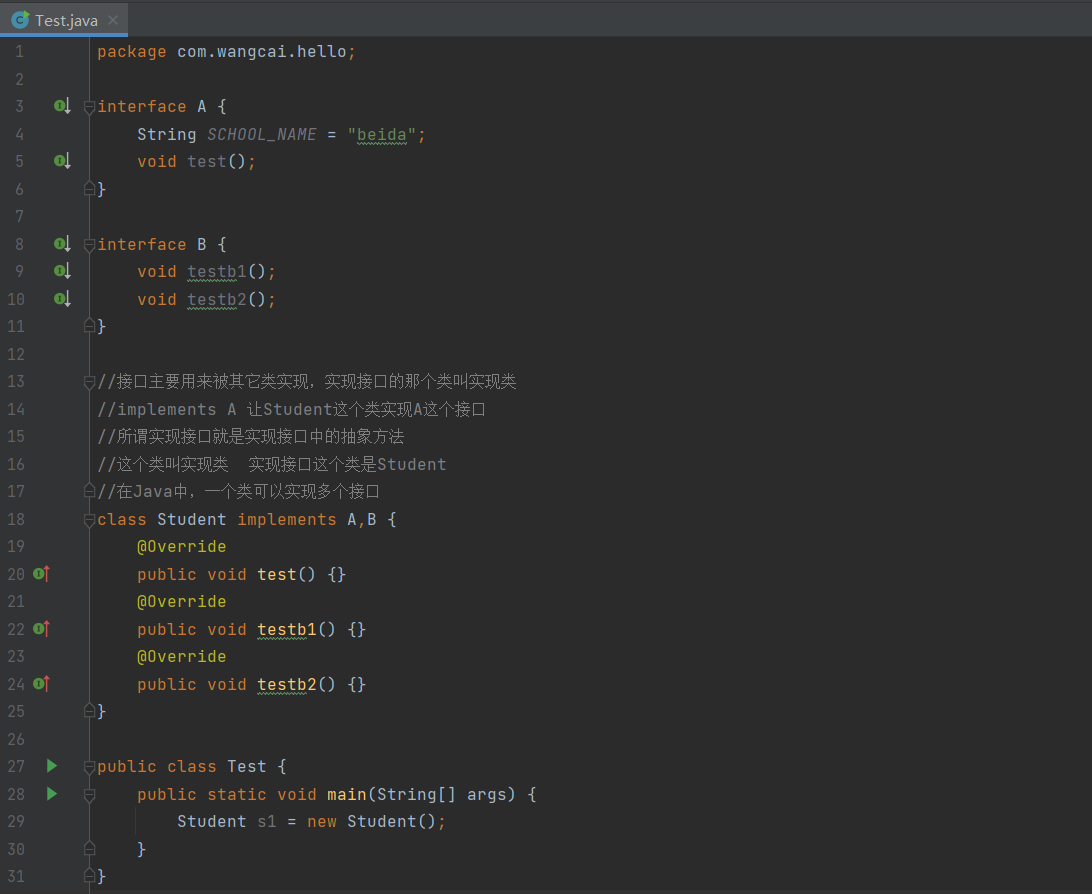 Test.java
1 package com.wangcai.hello;
2
3 interface A {
4 String SCHOOL_NAME = "beida";
5 void test();
6 }
7
8 interface B {
9 void testb1();
10 void testb2();
11 }
12
13 //接口主要用来被其它类实现，实现接口的那个类叫实现类
14 //implements A 让Student这个类实现A这个接口
15 //所谓实现接口就是实现接口中的抽象方法
16 //这个类叫实现类  实现接口这个类是Student
17 //在Java中，一个类可以实现多个接口
18 class Student implements A,B {
19 @Override
20 public void test() {}
21 @Override
22 public void testb1() {}
23 @Override
24 public void testb2() {}
25 }
26
27 public class Test {
28 public static void main(String[] args) {
29 Student s1 = new Student();
30 }
31 }